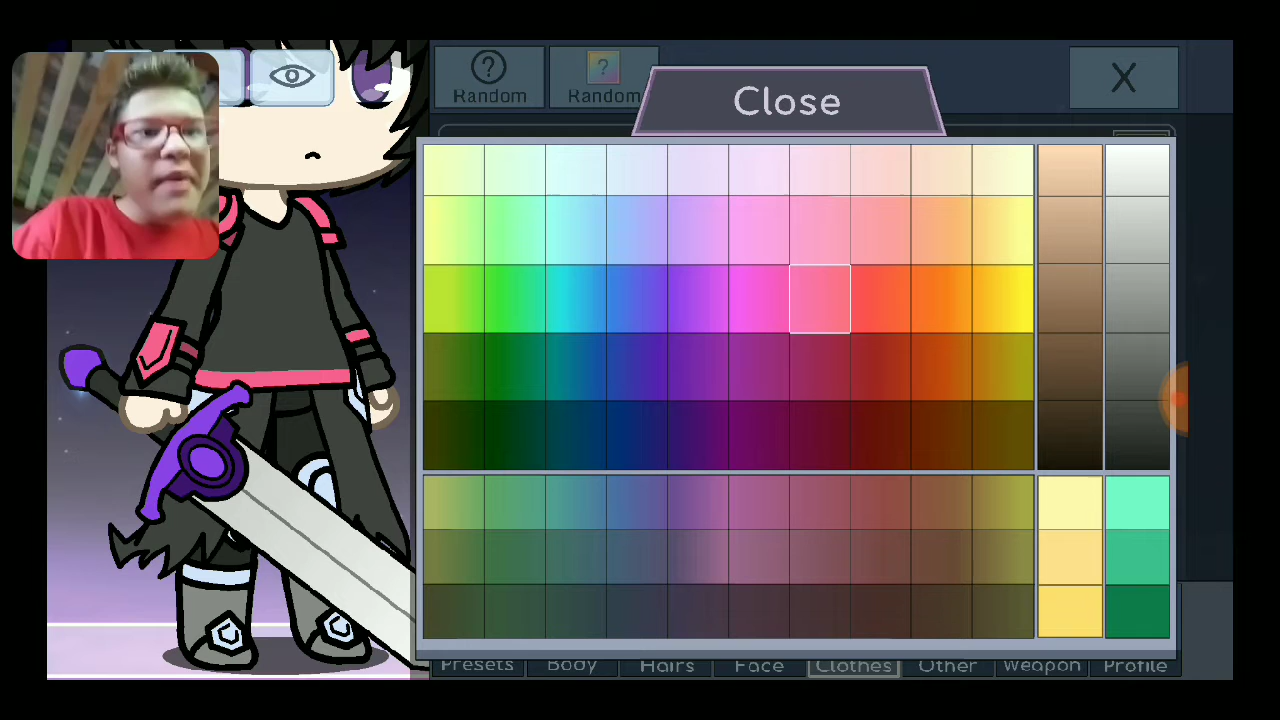 ?
Random
?
Random
Close
X
Presets
Body
Hairs
Face
Clothes
Other
Weapon
Profile